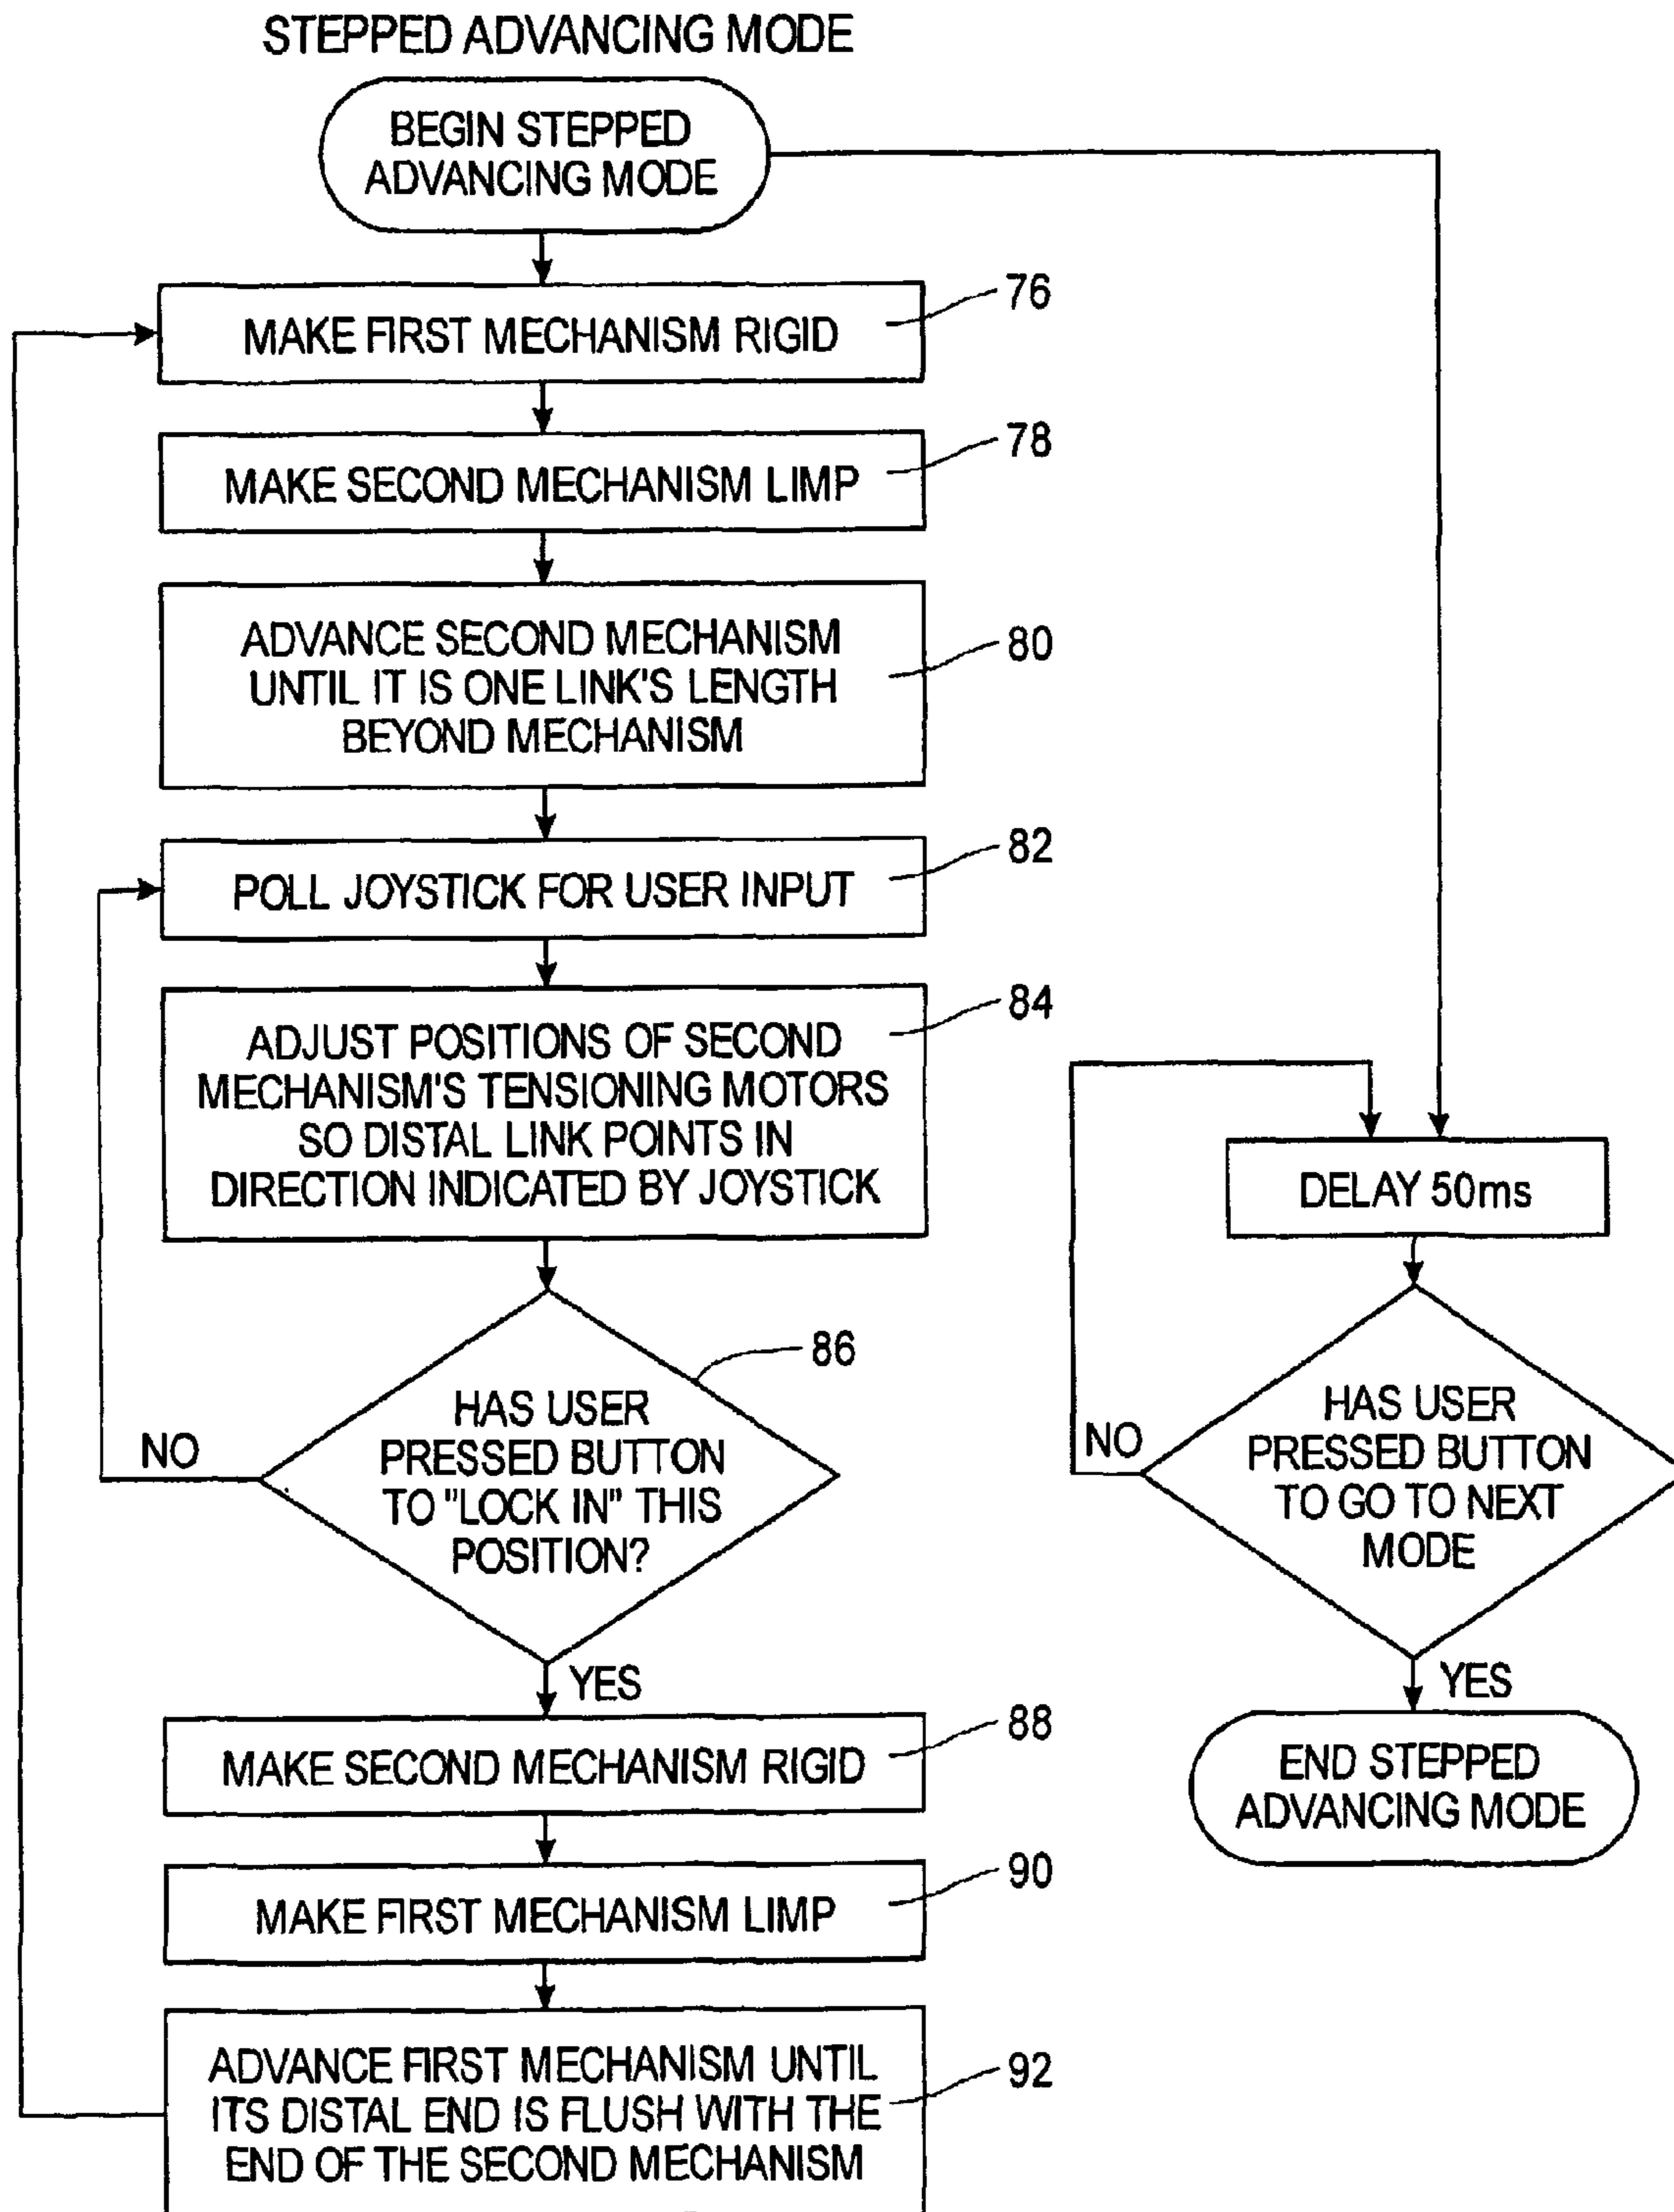 STEPPED ADVANCING MODE
BEGIN STEPPED
ADVANCING MODE
76
MAKE FIRST MECHANISM RIGID
78
MAKE SECOND MECHANISM LIMP
80
ADVANCE SECOND MECHANISM
UNTIL IT IS ONE LINK'S LENGTH
BEYOND MECHANISM
82
POLL JOYSTICK FOR USER INPUT
84
ADJUST POSITIONS OF SECOND
MECHANISM'S TENSIONING MOTORS
SO DISTAL LINK POINTS IN
DIRECTION INDICATED BY JOYSTICK
86
HAS USER
PRESSED BUTTON
TO "LOCK IN" THIS
POSITION?
NO
YES
88
MAKE SECOND MECHANISM RIGID
90
MAKE FIRST MECHANISM LIMP
92
ADVANCE FIRST MECHANISM UNTIL
ITS DISTAL END IS FLUSH WITH THE
END OF THE SECOND MECHANISM
DELAY 50ms
HAS USER
PRESSED BUTTON
TO GO TO NEXT
MODE
NO
YES
END STEPPED
ADVANCING MODE